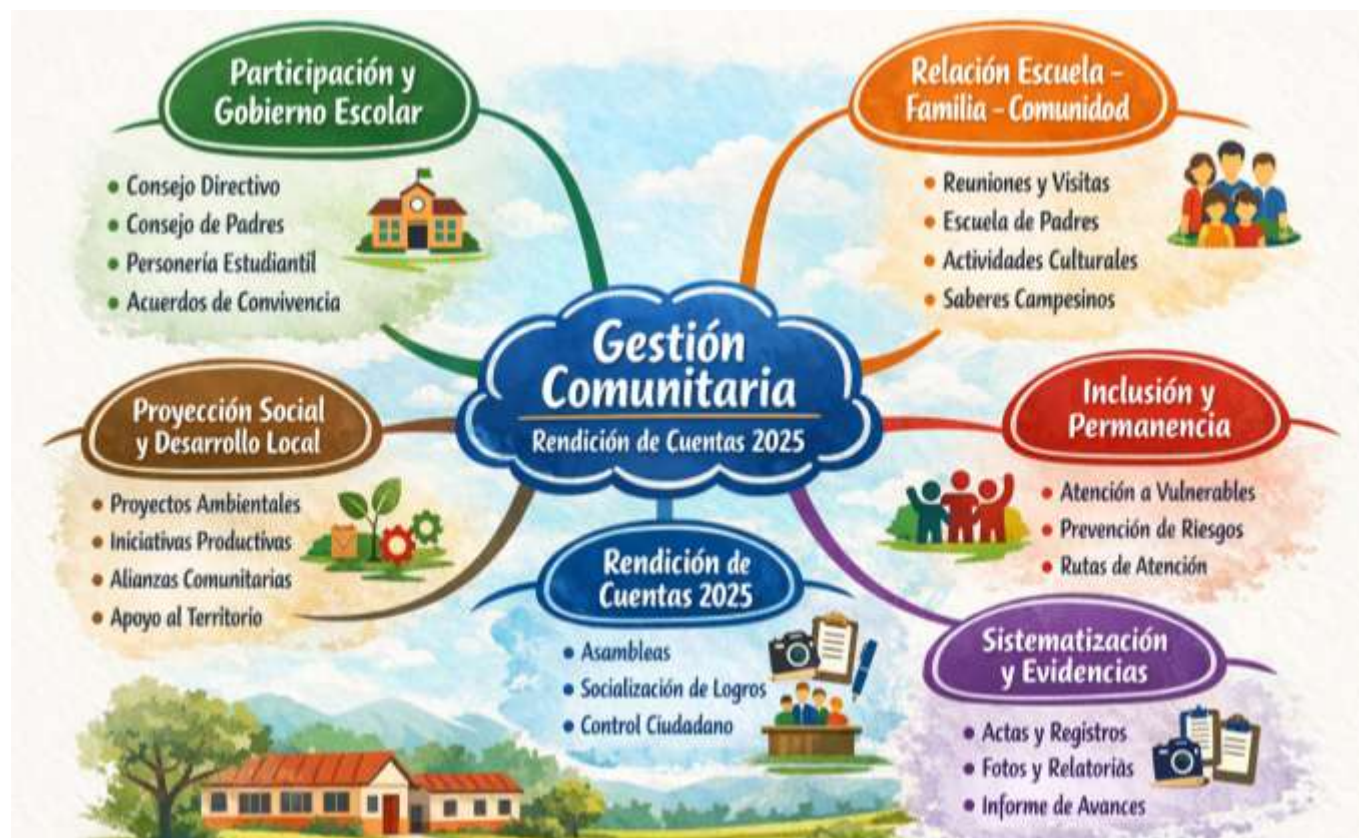 Participación y
Gobierno Escolar
• Consejo Directivo
• Consejo de Padres
• Personería Estudiantil
• Acuerdos de Convivencia
Relación Escuela –
Familia – Comunidod
• Reuniones y Visitas
• Escuela de Padres
• Actividades Culturales
• Saberes Campesinos
Gestión
Comunitaria
Rendición de Cuentas 2025
Proyección Social
y Desarrollo Local
• Proyectos Ambientales
• Iniciativas Productivas
• Alianzas Comunitarias
• Apoyo al Territorio
Inclusión y
Permanencia
• Atención a Vulnerables
• Prevención de Riesgos
• Rutas de Atención
Rendición de
Cuentas 2025
• Asambleas
• Socialización de Logros
• Control Ciudadano
Sistematización
y Evidencias
• Actas y Registros
• Fotos y Relatoriàs
• Informe de Avances